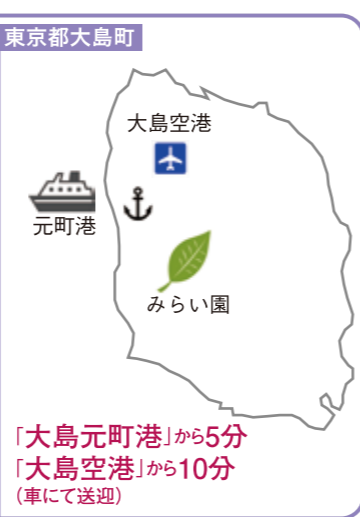 東京都大島町
大島空港
元町港
みらい園
「大島元町港」から5分
「大島空港」から10分
(車にて送迎)